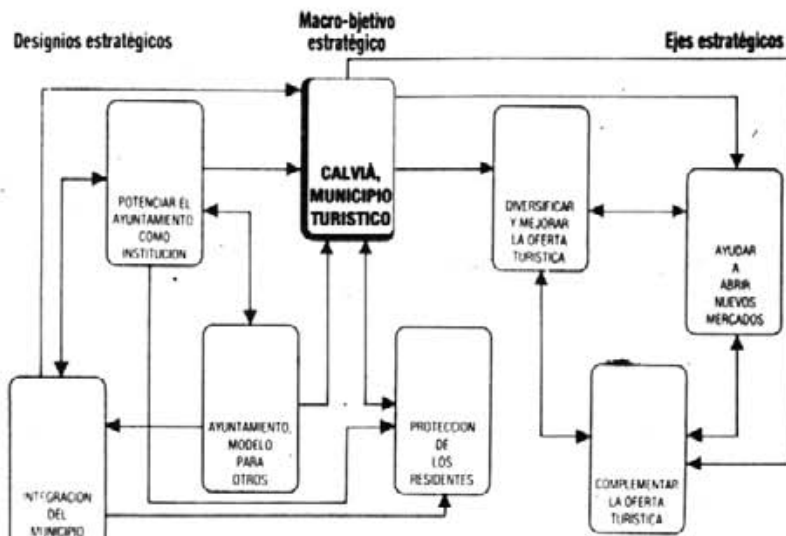 Designios estratégicos
Macro-bjetivo
estratégico
Ejes estratégicos
CALVIÀ,
MUNICIPIO
TURISTICO
POTENCIAR EL
AYUNTAMIENTO
COMO
INSTITUCION
DIVERSIFICAR
Y MEJORAR
LA OFERTA
TURISTICA
AYUDAR
A
ABRIR
NUEVOS
MERCADOS
AYUNTAMIENTO,
MODELO
PARA
OTROS
PROTECCION
DE
LOS
RESIDENTES
COMPLEMENTAR
LA OFERTA
TURISTICA
INTEGRACION
DEL
MUNICIPIO